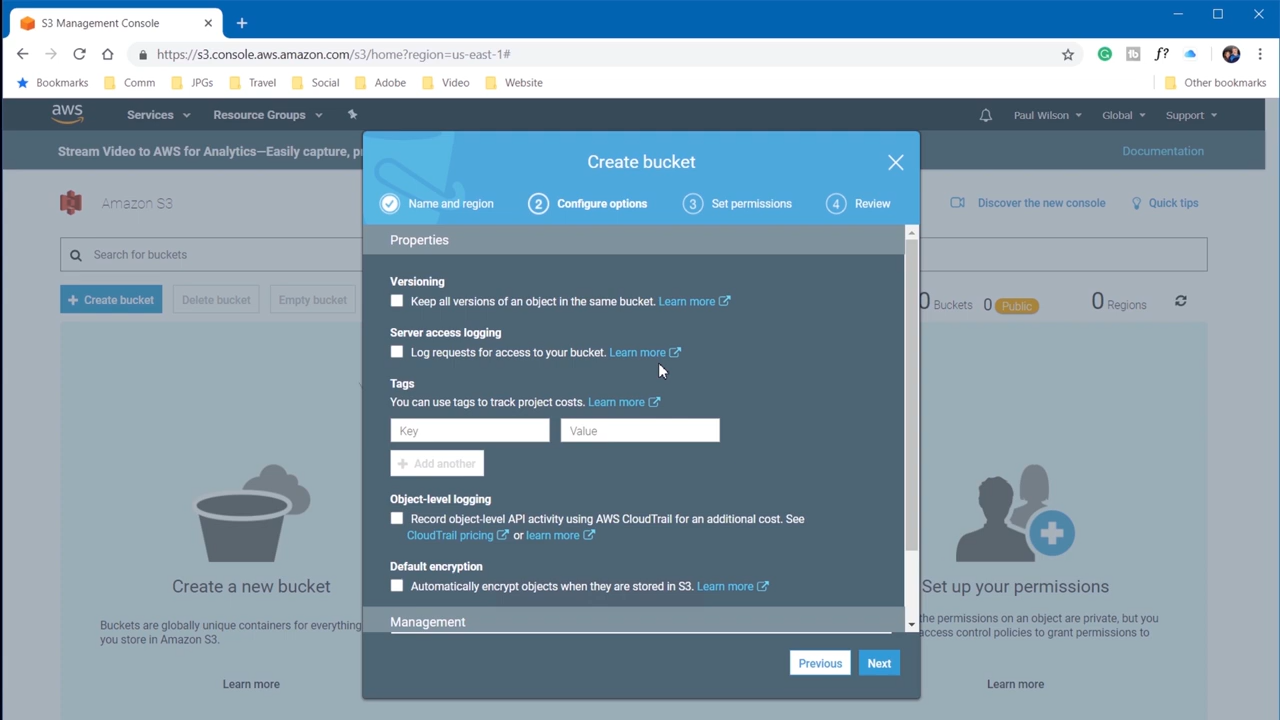 S3 Management Console
https://s3.console.aws.amazon.com/s3/home?region=us-east-1#
Bookmarks Comm JPGs Travel Social Adobe Video Website Other bookmarks
aws Services Resource Groups Paul Wilson Global Support
Stream Video to AWS for Analytics—Easily capture, Documentation
Create bucket
Amazon S3 Discover the new console Quick tips
Name and region 2 Configure options 3 Set permissions 4 Review
Properties
Search for buckets
Versioning
Keep all versions of an object in the same bucket. Learn more
Create bucket Delete bucket Empty bucket 0 Buckets 0 Public 0 Regions
Server access logging
Log requests for access to your bucket. Learn more
Tags
You can use tags to track project costs. Learn more
Key Value
Add another
Object-level logging
Record object-level API activity using AWS CloudTrail for an additional cost. See
CloudTrail pricing or learn more
Default encryption
Automatically encrypt objects when they are stored in S3. Learn more
Create a new bucket Set up your permissions
Management
Buckets are globally unique containers for everything the permissions on an object are private, but you
you store in Amazon S3. access control policies to grant permissions to
Previous Next
Learn more Learn more